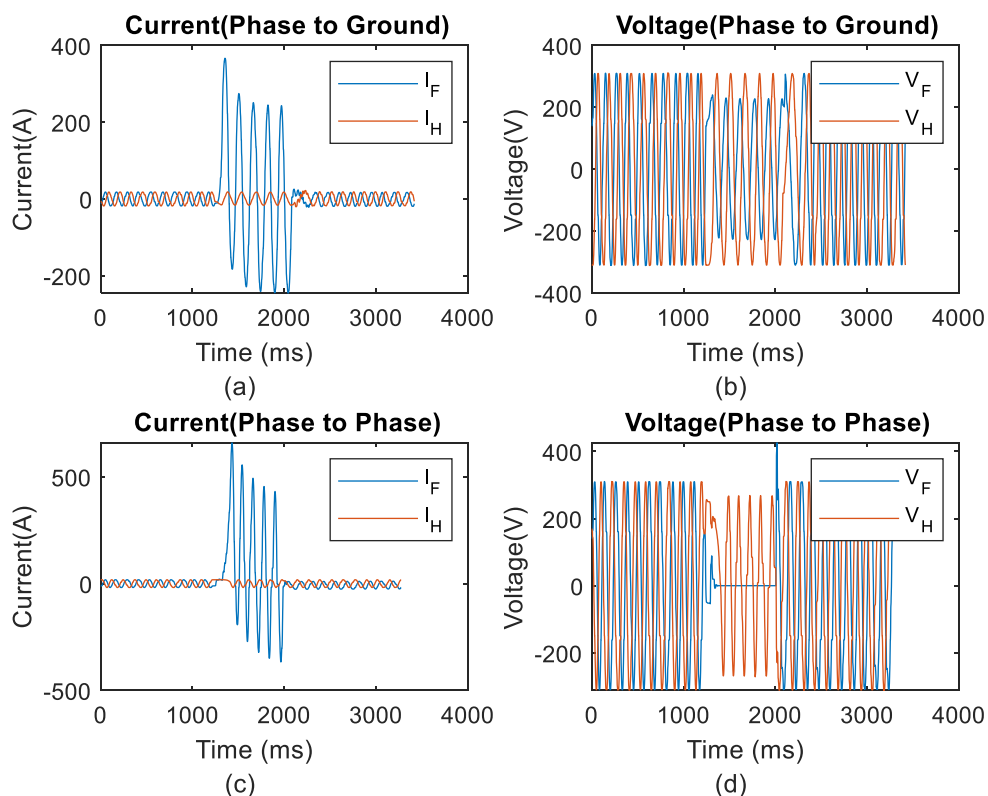 Current(Phase to Ground)
400
200
0
-200
Current(A)
I_F
I_H
0 1000 2000 3000 4000
Time (ms)
(a)
Voltage(Phase to Ground)
400
200
0
-200
-400
Voltage(V)
V_F
V_H
0 1000 2000 3000 4000
Time (ms)
(b)
Current(Phase to Phase)
500
0
-500
Current(A)
I_F
I_H
0 1000 2000 3000 4000
Time (ms)
(c)
Voltage(Phase to Phase)
400
200
0
-200
Voltage(V)
V_F
V_H
0 1000 2000 3000 4000
Time (ms)
(d)